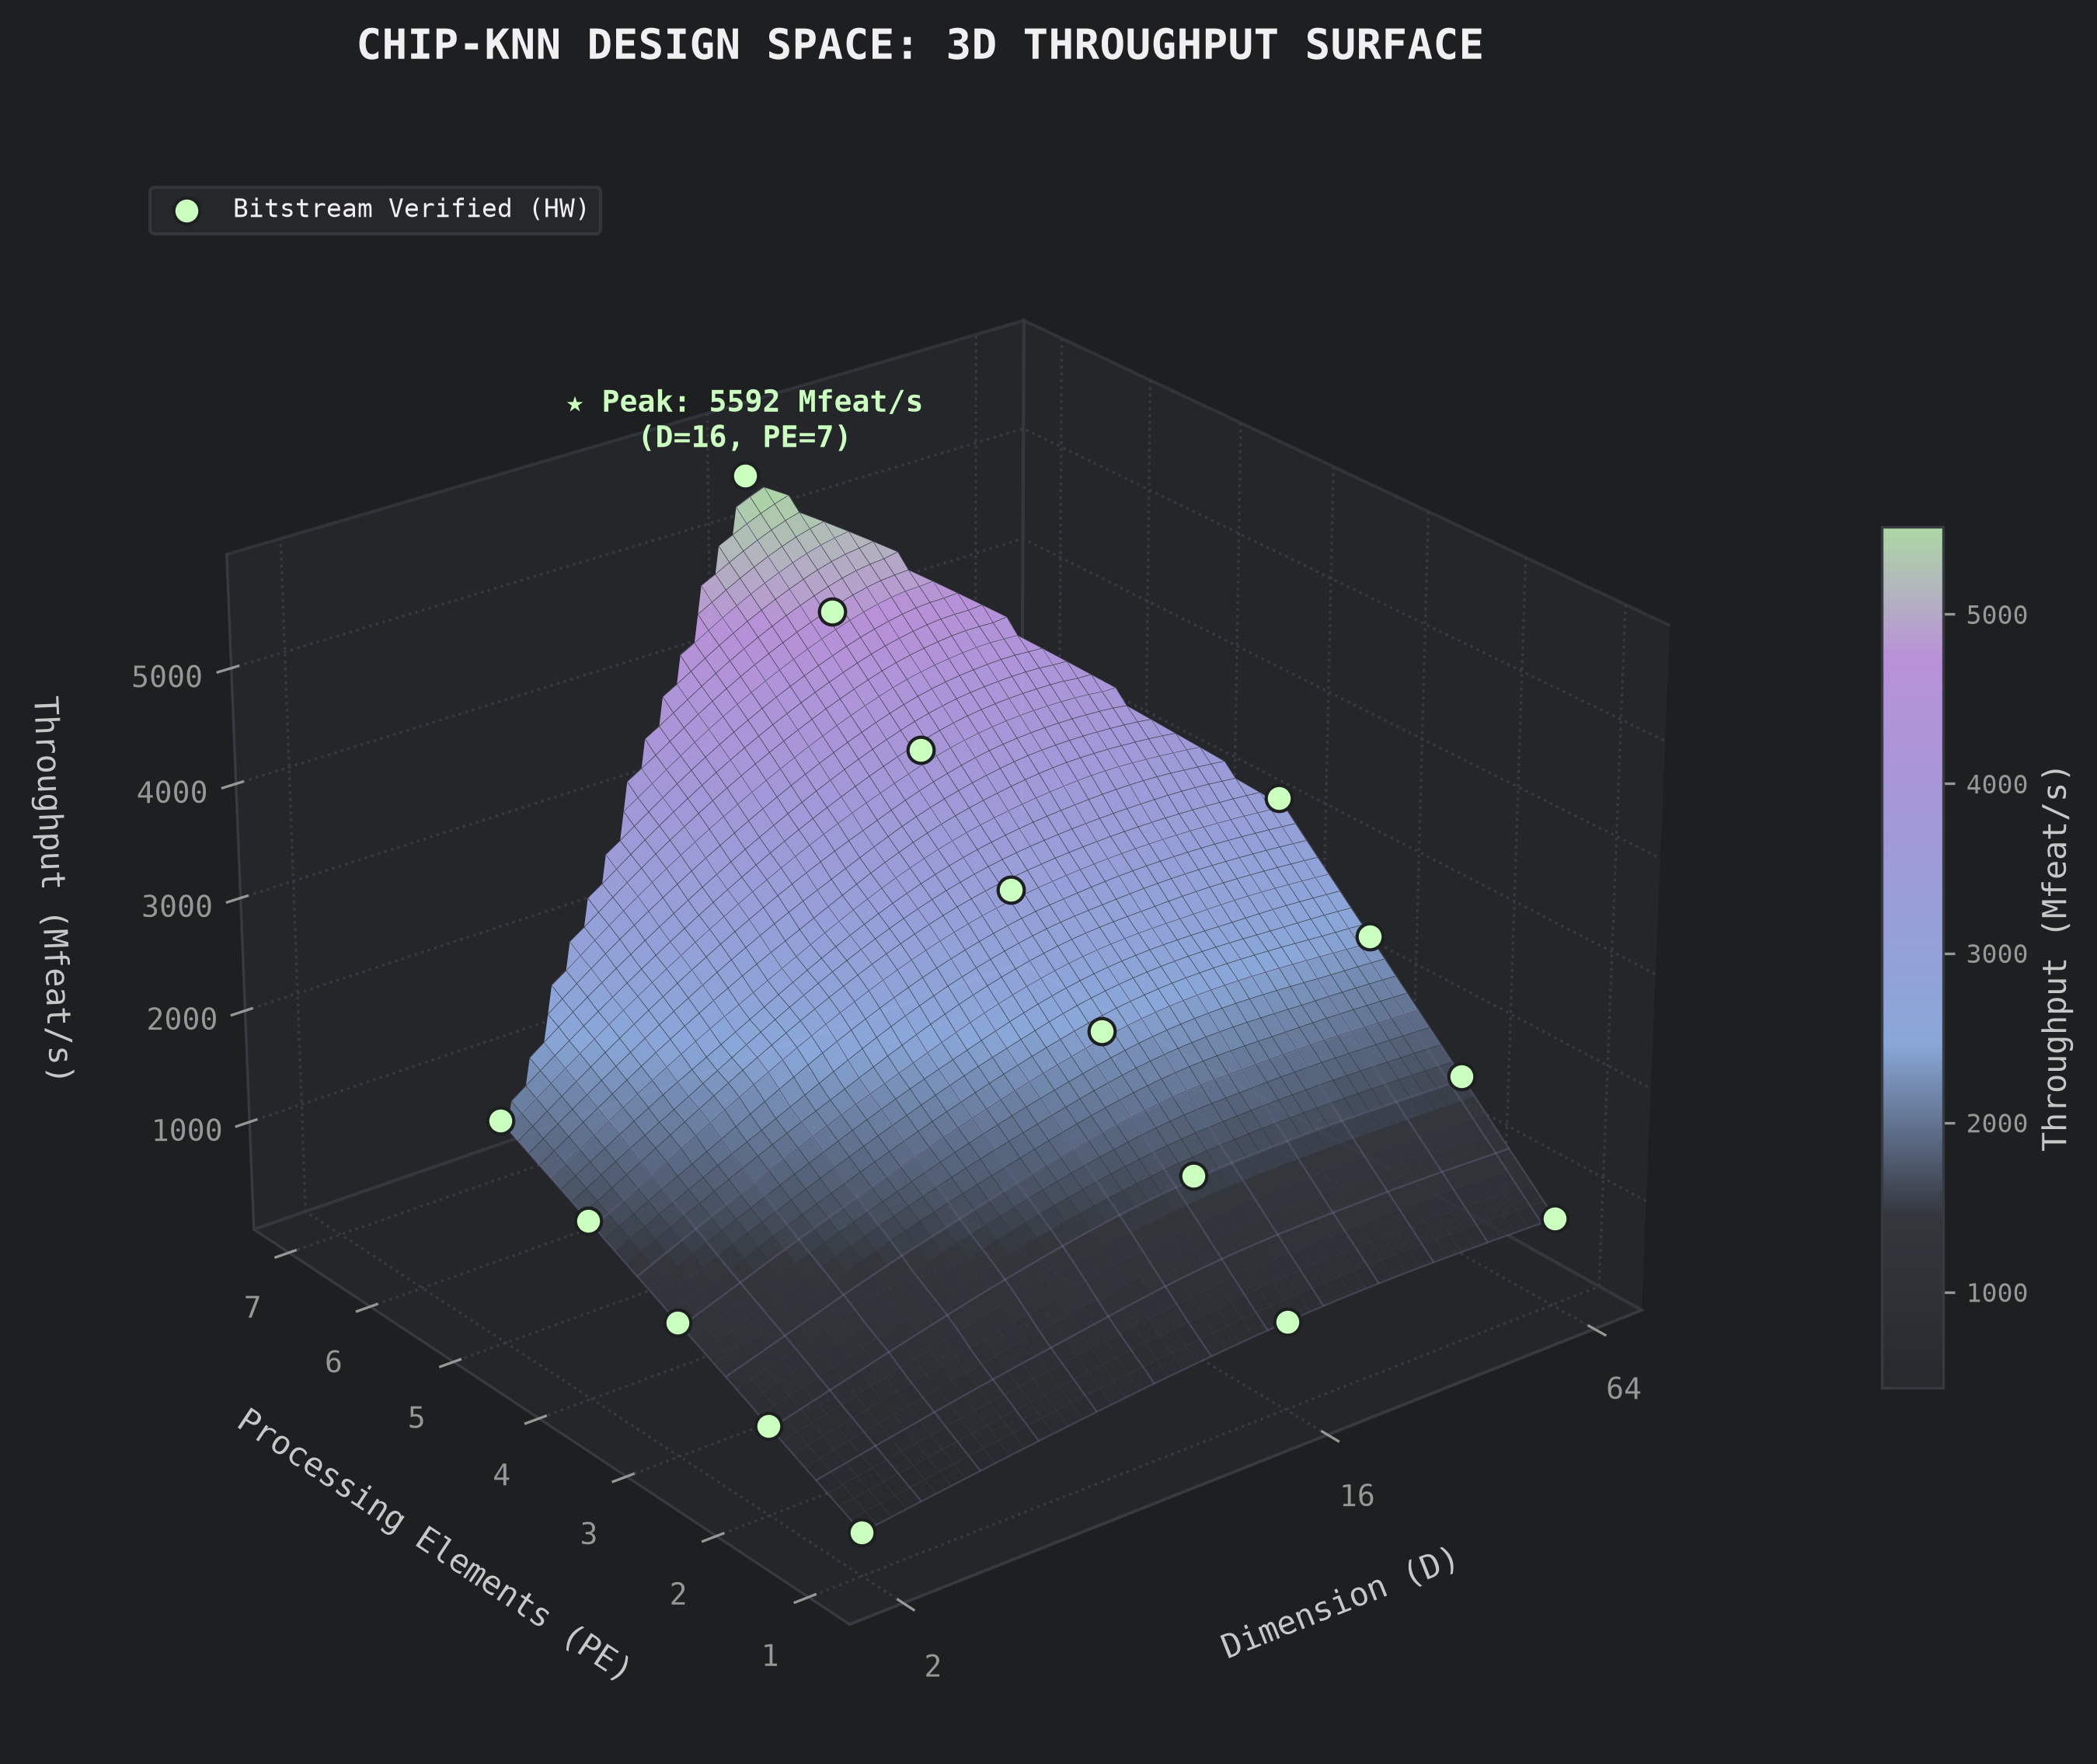 CHIP-KNN DESIGN SPACE: 3D THROUGHPUT SURFACE
Bitstream Verified (HW)
★ Peak: 5592 Mfeat/s
(D=16, PE=7)
Throughput (Mfeat/s)
5000
4000
3000
2000
1000
Processing Elements (PE)
7
6
5
4
3
2
1
Dimension (D)
2
16
64
5000
4000
3000
2000
1000
Throughput (Mfeat/s)